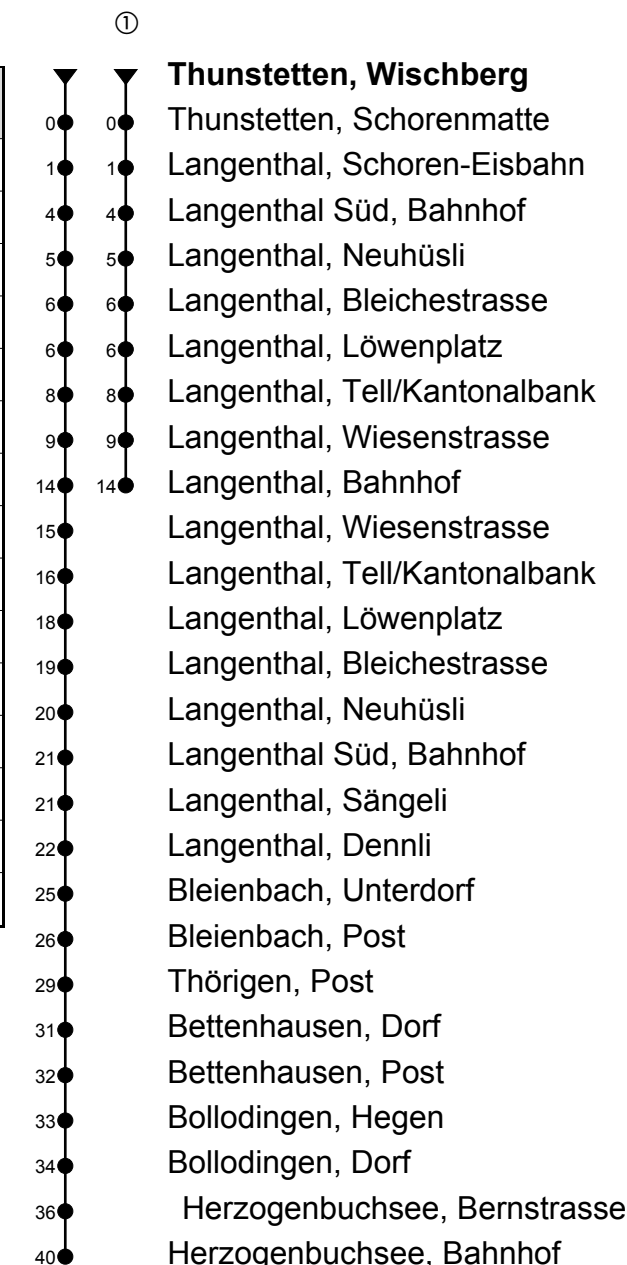 ①
Thunstetten, Wischberg
0 0 Thunstetten, Schorenmatte
1 1 Langenthal, Schoren-Eisbahn
4 4 Langenthal Süd, Bahnhof
5 5 Langenthal, Neuhüsli
6 6 Langenthal, Bleichestrasse
6 6 Langenthal, Löwenplatz
8 8 Langenthal, Tell/Kantonalbank
9 9 Langenthal, Wiesenstrasse
14 14 Langenthal, Bahnhof
15 Langenthal, Wiesenstrasse
16 Langenthal, Tell/Kantonalbank
18 Langenthal, Löwenplatz
19 Langenthal, Bleichestrasse
20 Langenthal, Neuhüsli
21 Langenthal Süd, Bahnhof
21 Langenthal, Sängeli
22 Langenthal, Dennli
25 Bleienbach, Unterdorf
26 Bleienbach, Post
29 Thörigen, Post
31 Bettenhausen, Dorf
32 Bettenhausen, Post
33 Bollodingen, Hegen
34 Bollodingen, Dorf
36 Herzogenbuchsee, Bernstrasse
40 Herzogenbuchsee, Bahnhof